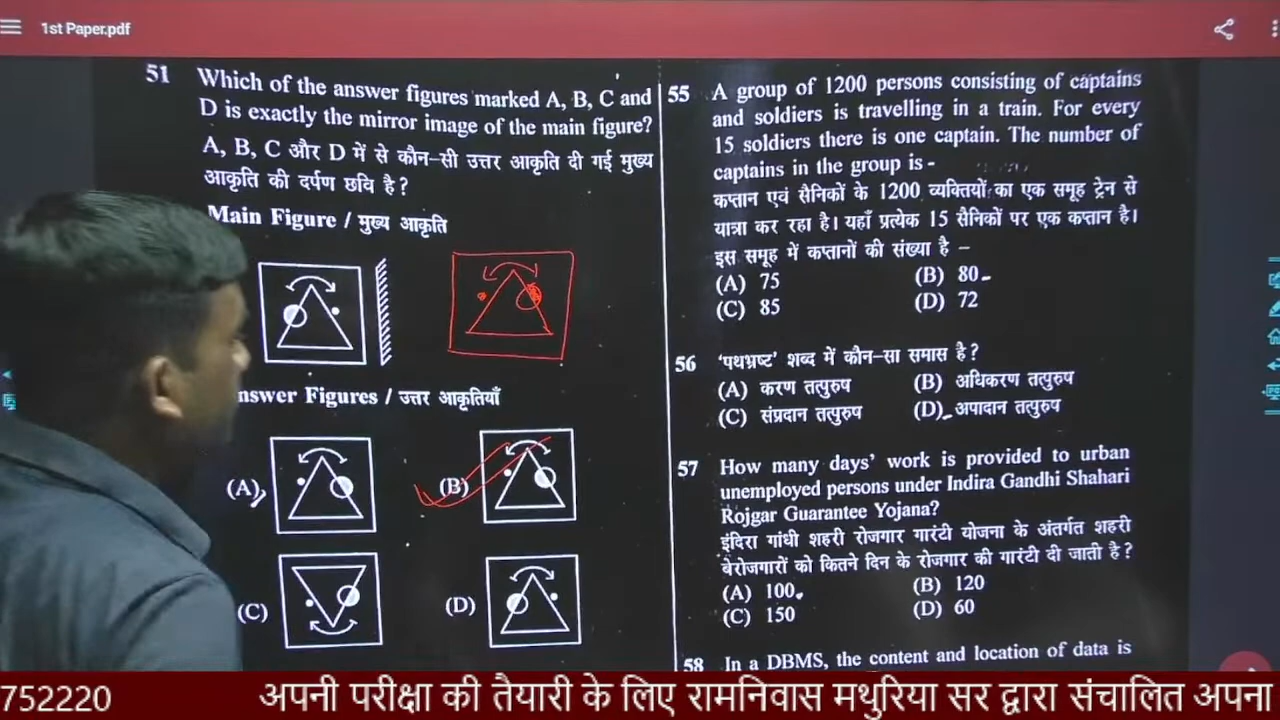 1st Paper.pdf
51 Which of the answer figures marked A, B, C and
D is exactly the mirror image of the main figure?
A, B, C और D में से कौन-सी उत्तर आकृति दी गई मुख्य
आकृति की दर्पण छवि है?
Main Figure / मुख्य आकृति
nswer Figures / उत्तर आकृतियाँ
(A)
(B)
(C)
(D)
55 A group of 1200 persons consisting of captains
and soldiers is travelling in a train. For every
15 soldiers there is one captain. The number of
captains in the group is -
कप्तान एवं सैनिकों के 1200 व्यक्तियों का एक समूह ट्रेन से
यात्रा कर रहा है। यहाँ प्रत्येक 15 सैनिकों पर एक कप्तान है।
इस समूह में कप्तानों की संख्या है –
(A) 75 (B) 80
(C) 85 (D) 72
56 'पथभ्रष्ट' शब्द में कौन-सा समास है?
(A) करण तत्पुरुष (B) अधिकरण तत्पुरुष
(C) संप्रदान तत्पुरुष (D) अपादान तत्पुरुष
57 How many days' work is provided to urban
unemployed persons under Indira Gandhi Shahari
Rojgar Guarantee Yojana?
इंदिरा गांधी शहरी रोजगार गारंटी योजना के अंतर्गत शहरी
बेरोजगारों को कितने दिन के रोजगार की गारंटी दी जाती है?
(A) 100 (B) 120
(C) 150 (D) 60
58 In a DBMS, the content and location of data is
752220 अपनी परीक्षा की तैयारी के लिए रामनिवास मथुरिया सर द्वारा संचालित अपना